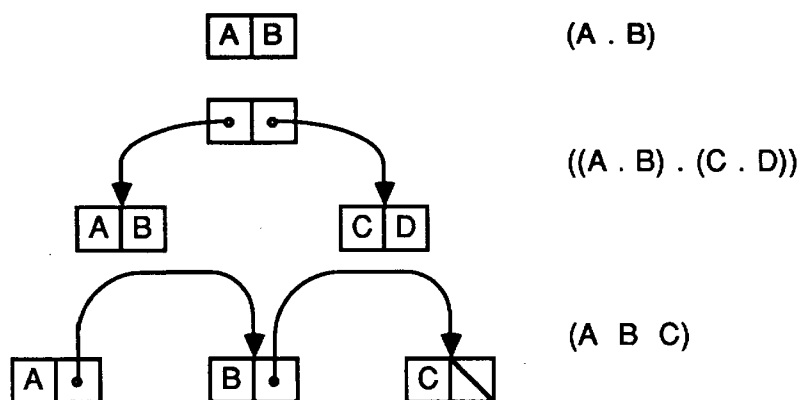 A B (A . B)
((A . B) . (C . D))
A B C D
(A B C)
A B C